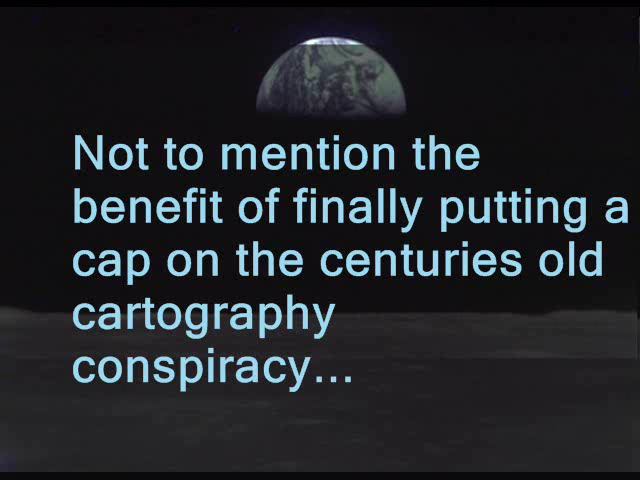 Not to mention the
benefit of finally putting a
cap on the centuries old
cartography
conspiracy...